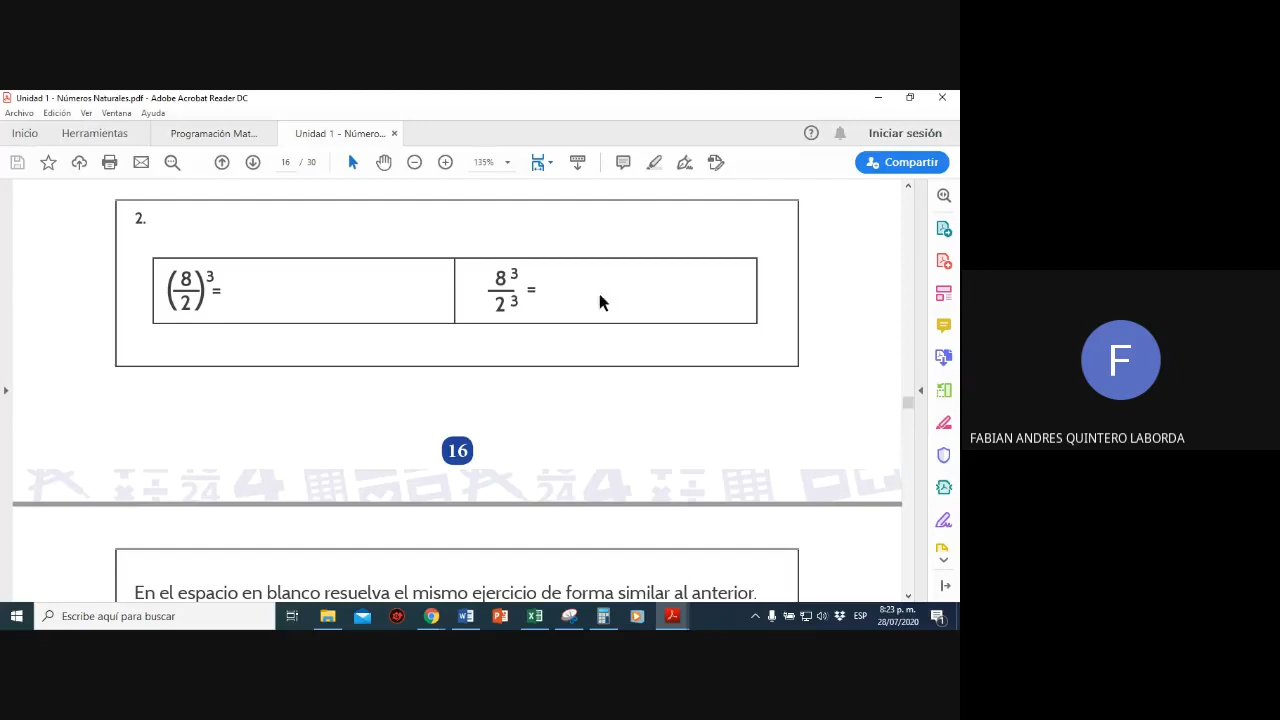 Unidad 1 - Números Naturales.pdf - Adobe Acrobat Reader DC
Archivo Edición Ver Ventana Ayuda
Inicio Herramientas Programación Mat... Unidad 1 - Número... × Iniciar sesión
16 / 30 135% Compartir
2.
(8/2)³ = 8³/2³ =
16
En el espacio en blanco resuelva el mismo ejercicio de forma similar al anterior.
F
FABIAN ANDRES QUINTERO LABORDA
Escribe aquí para buscar ESP 8:23 p. m.
28/07/2020